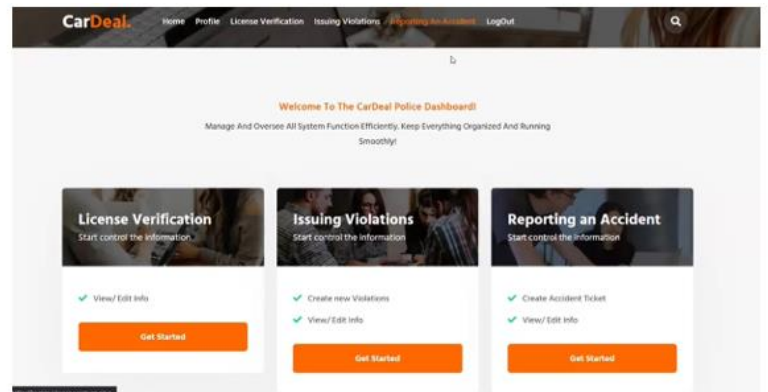 CarDeal.
Home Profile License Verification Issuing Violations Reporting An Accident LogOut
Welcome To The CarDeal Police Dashboard!
Manage And Oversee All System Function Efficiently. Keep Everything Organized And Running
Smoothly!
License Verification
Start control the information
View/ Edit Info
Get Started
Issuing Violations
Start control the information
Create new Violations
View/ Edit Info
Get Started
Reporting an Accident
Start control the information
Create Accident Ticket
View/ Edit Info
Get Started